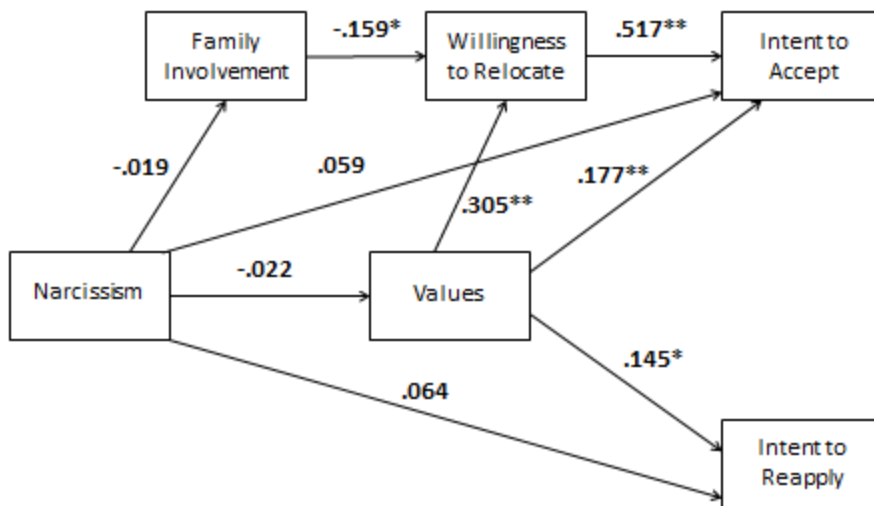 Family
Involvement
-.159*
Willingness
to Relocate
.517**
Intent to
Accept
-.019
.059
.305**
.177**
Narcissism
-.022
Values
.064
.145*
Intent to
Reapply